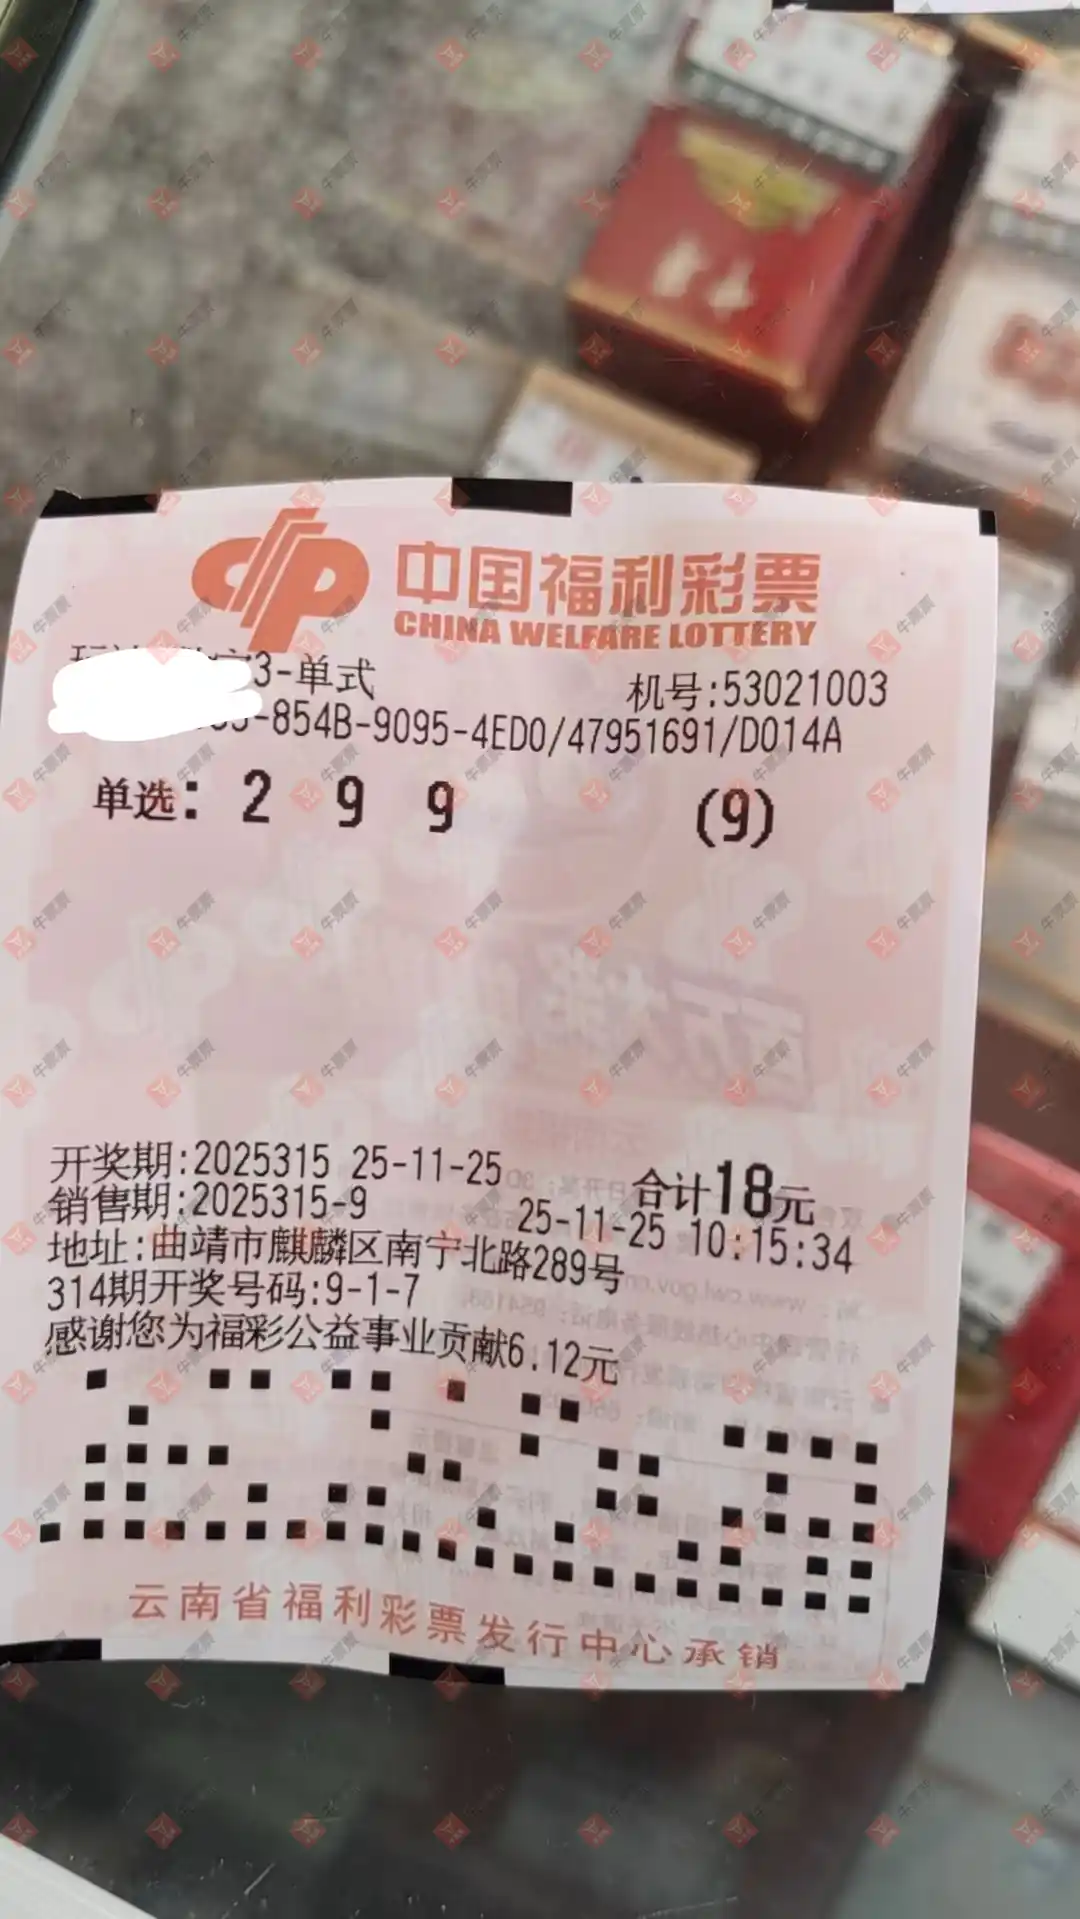 中国福利彩票
CHINA WELFARE LOTTERY
3-单式
机号:53021003
-854B-9095-4ED0/47951691/D014A
单选: 2 9 9 (9)
开奖期:2025315 25-11-25 合计18元
销售期:2025315-9 25-11-25 10:15:34
地址:曲靖市麒麟区南宁北路289号
314期开奖号码:9-1-7
感谢您为福彩公益事业贡献6.12元
云南省福利彩票发行中心承销
牛票票